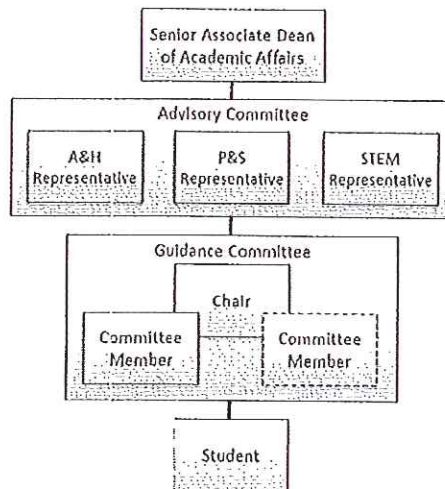 Senior Associate Dean
of Academic Affairs
Advisory Committee
A&H
Representative
P&S
Representative
STEM
Representative
Guidance Committee
Chair
Committee
Member
Committee
Member
Student